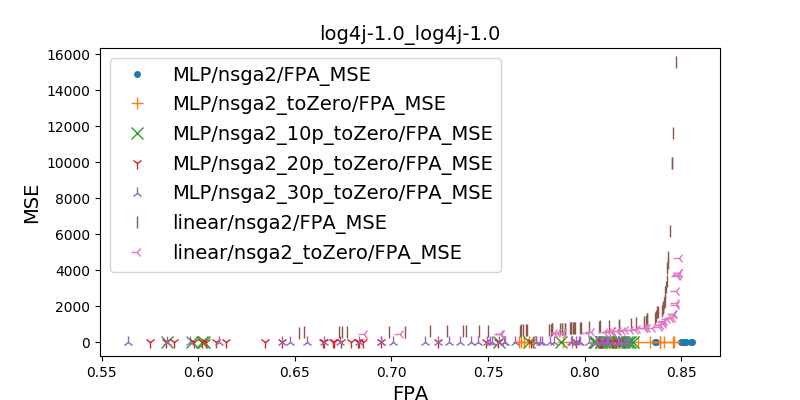 log4j-1.0_log4j-1.0
16000
14000
12000
10000
8000
6000
4000
2000
0
MSE
MLP/nsga2/FPA_MSE
MLP/nsga2_toZero/FPA_MSE
MLP/nsga2_10p_toZero/FPA_MSE
MLP/nsga2_20p_toZero/FPA_MSE
MLP/nsga2_30p_toZero/FPA_MSE
linear/nsga2/FPA_MSE
linear/nsga2_toZero/FPA_MSE
0.55 0.60 0.65 0.70 0.75 0.80 0.85
FPA